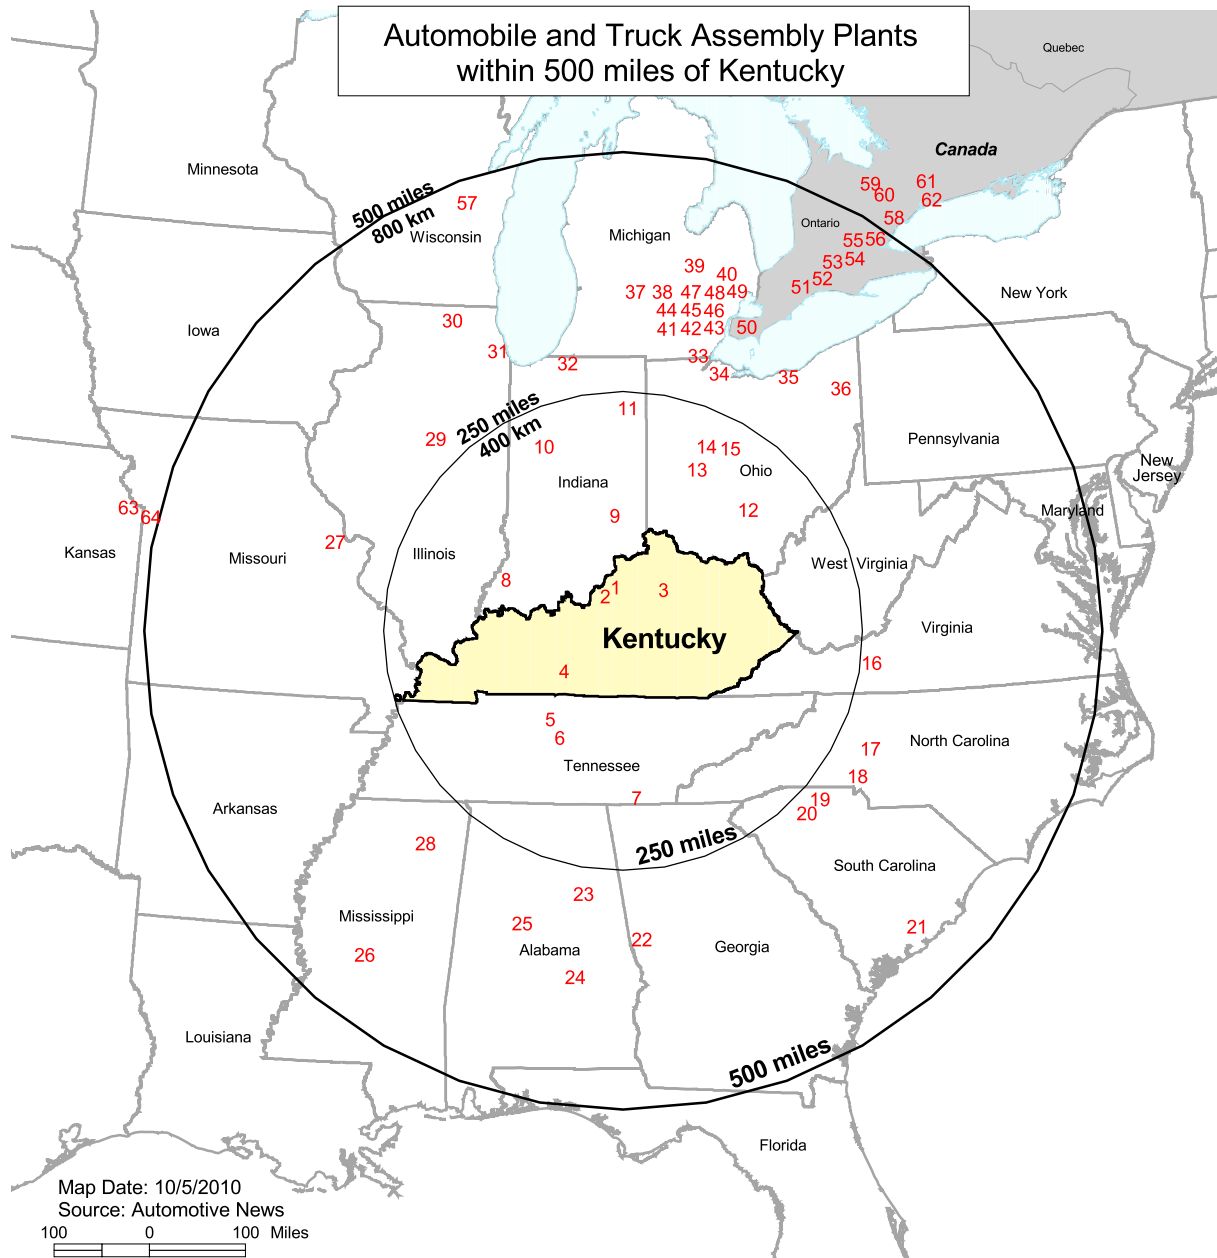 Automobile and Truck Assembly Plants
within 500 miles of Kentucky
Quebec
Canada
Minnesota
59
61
60
62
500 miles
800 km
57
Wisconsin
Michigan
Ontario
58
55
56
39
40
53
54
51
52
37
38
47
48
49
New York
30
44
45
46
41
42
43
50
Iowa
31
32
33
34
35
36
11
250 miles
400 km
29
10
14
15
13
Ohio
Pennsylvania
New
Jersey
Indiana
63
64
9
12
Maryland
Kansas
Missouri
27
Illinois
8
West Virginia
1
2
3
Kentucky
Virginia
4
16
5
6
Tennessee
17
North Carolina
18
7
19
20
Arkansas
28
250 miles
South Carolina
23
Mississippi
25
22
21
26
Alabama
Georgia
24
Louisiana
500 miles
Florida
Map Date: 10/5/2010
Source: Automotive News
100 0 100 Miles